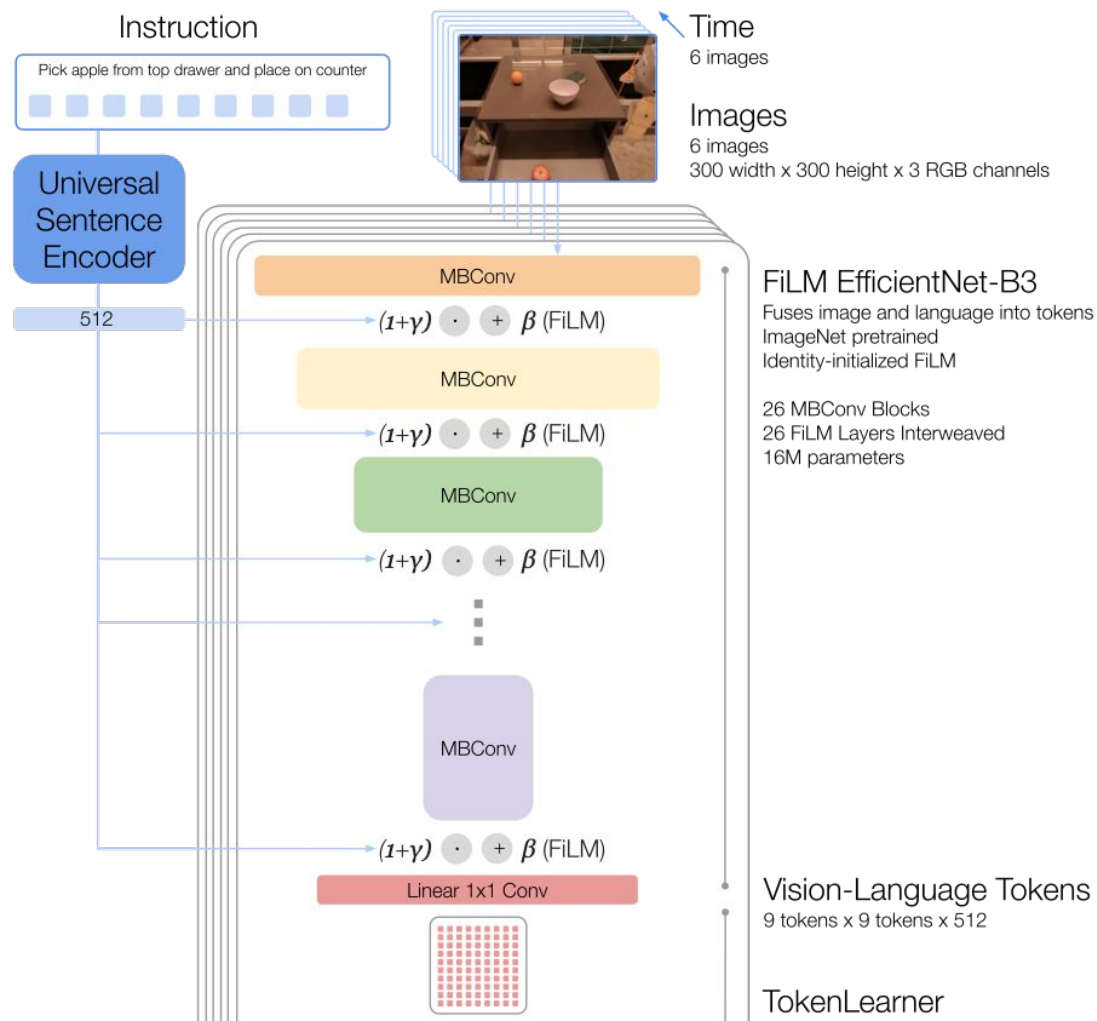 Instruction
Pick apple from top drawer and place on counter
Time
6 images
Images
6 images
300 width x 300 height x 3 RGB channels
Universal
Sentence
Encoder
512
MBConv
(1+γ) · + β (FiLM)
MBConv
(1+γ) · + β (FiLM)
MBConv
(1+γ) · + β (FiLM)
MBConv
(1+γ) · + β (FiLM)
Linear 1x1 Conv
FiLM EfficientNet-B3
Fuses image and language into tokens
ImageNet pretrained
Identity-initialized FiLM
26 MBConv Blocks
26 FiLM Layers Interweaved
16M parameters
Vision-Language Tokens
9 tokens x 9 tokens x 512
TokenLearner